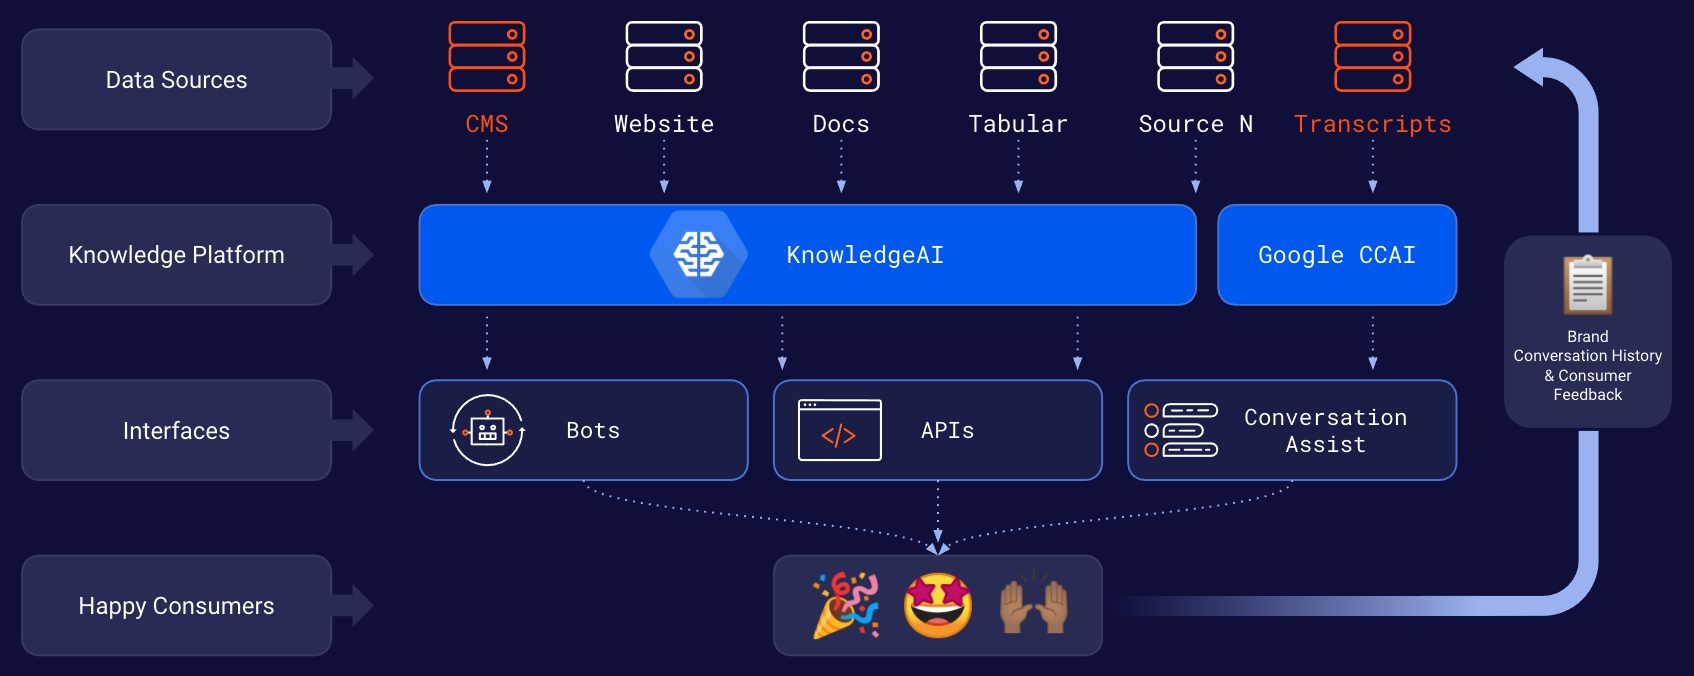 Data Sources
CMS
Website
Docs
Tabular
Source N
Transcripts
Knowledge Platform
KnowledgeAI
Google CCAI
Brand
Conversation History
& Consumer
Feedback
Interfaces
Bots
</>
APIs
Conversation
Assist
Happy Consumers